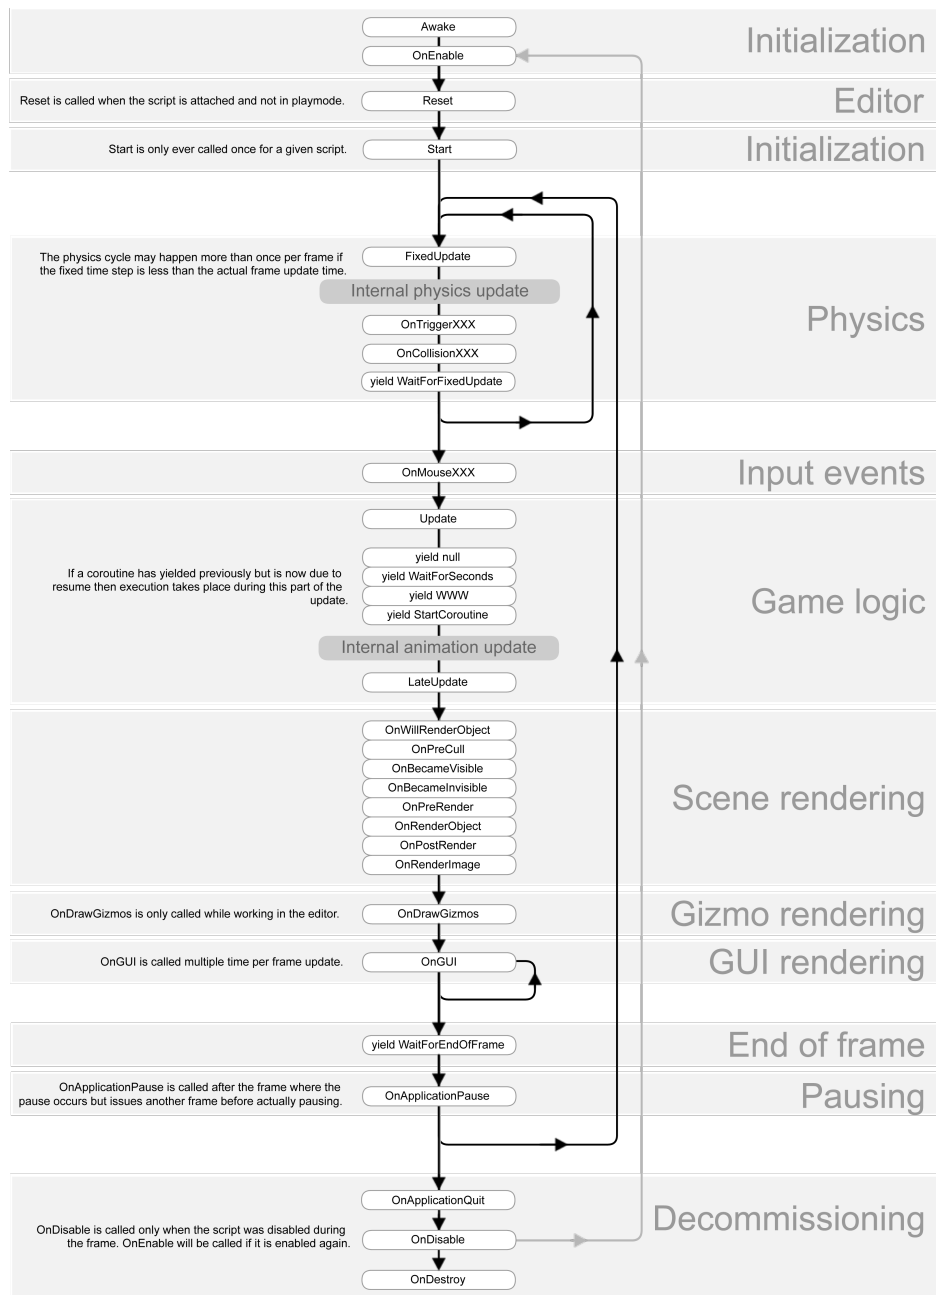 Awake
Initialization
OnEnable
Reset is called when the script is attached and not in playmode.
Reset
Editor
Start is only ever called once for a given script.
Start
Initialization
The physics cycle may happen more than once per frame if
the fixed time step is less than the actual frame update time.
FixedUpdate
Internal physics update
Physics
OnTriggerXXX
OnCollisionXXX
yield WaitForFixedUpdate
OnMouseXXX
Input events
Update
If a coroutine has yielded previously but is now due to
resume then execution takes place during this part of the
update.
yield null
yield WaitForSeconds
yield WWW
yield StartCoroutine
Game logic
Internal animation update
LateUpdate
OnWillRenderObject
OnPreCull
OnBecameVisible
OnBecameInvisible
OnPreRender
OnRenderObject
OnPostRender
OnRenderImage
Scene rendering
OnDrawGizmos is only called while working in the editor.
OnDrawGizmos
Gizmo rendering
OnGUI is called multiple time per frame update.
OnGUI
GUI rendering
yield WaitForEndOfFrame
End of frame
OnApplicationPause is called after the frame where the
pause occurs but issues another frame before actually pausing.
OnApplicationPause
Pausing
OnApplicationQuit
Decommissioning
OnDisable is called only when the script was disabled during
the frame. OnEnable will be called if it is enabled again.
OnDisable
OnDestroy